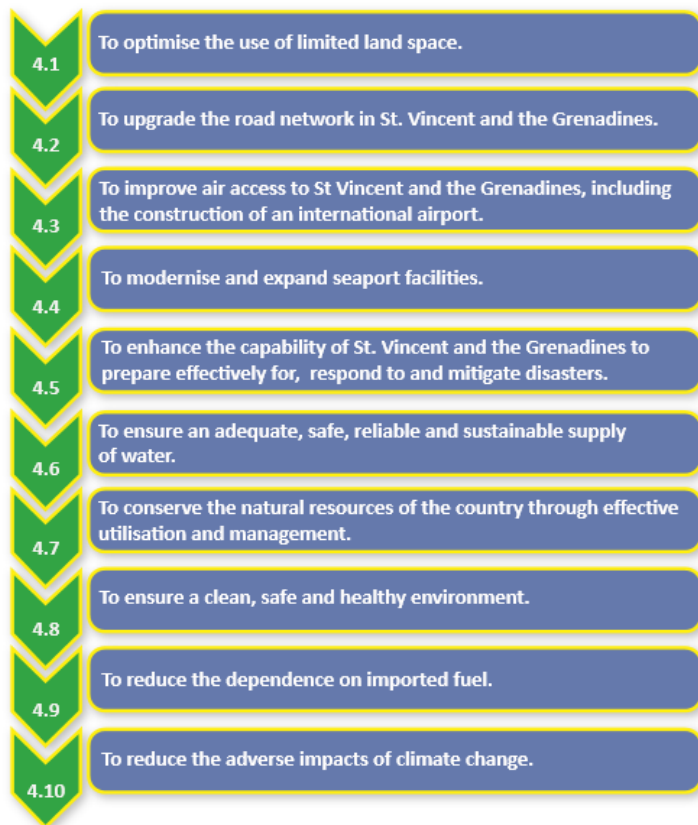 4.1
To optimise the use of limited land space.
4.2
To upgrade the road network in St. Vincent and the Grenadines.
4.3
To improve air access to St Vincent and the Grenadines, including
the construction of an international airport.
4.4
To modernise and expand seaport facilities.
4.5
To enhance the capability of St. Vincent and the Grenadines to
prepare effectively for, respond to and mitigate disasters.
4.6
To ensure an adequate, safe, reliable and sustainable supply
of water.
4.7
To conserve the natural resources of the country through effective
utilisation and management.
4.8
To ensure a clean, safe and healthy environment.
4.9
To reduce the dependence on imported fuel.
4.10
To reduce the adverse impacts of climate change.